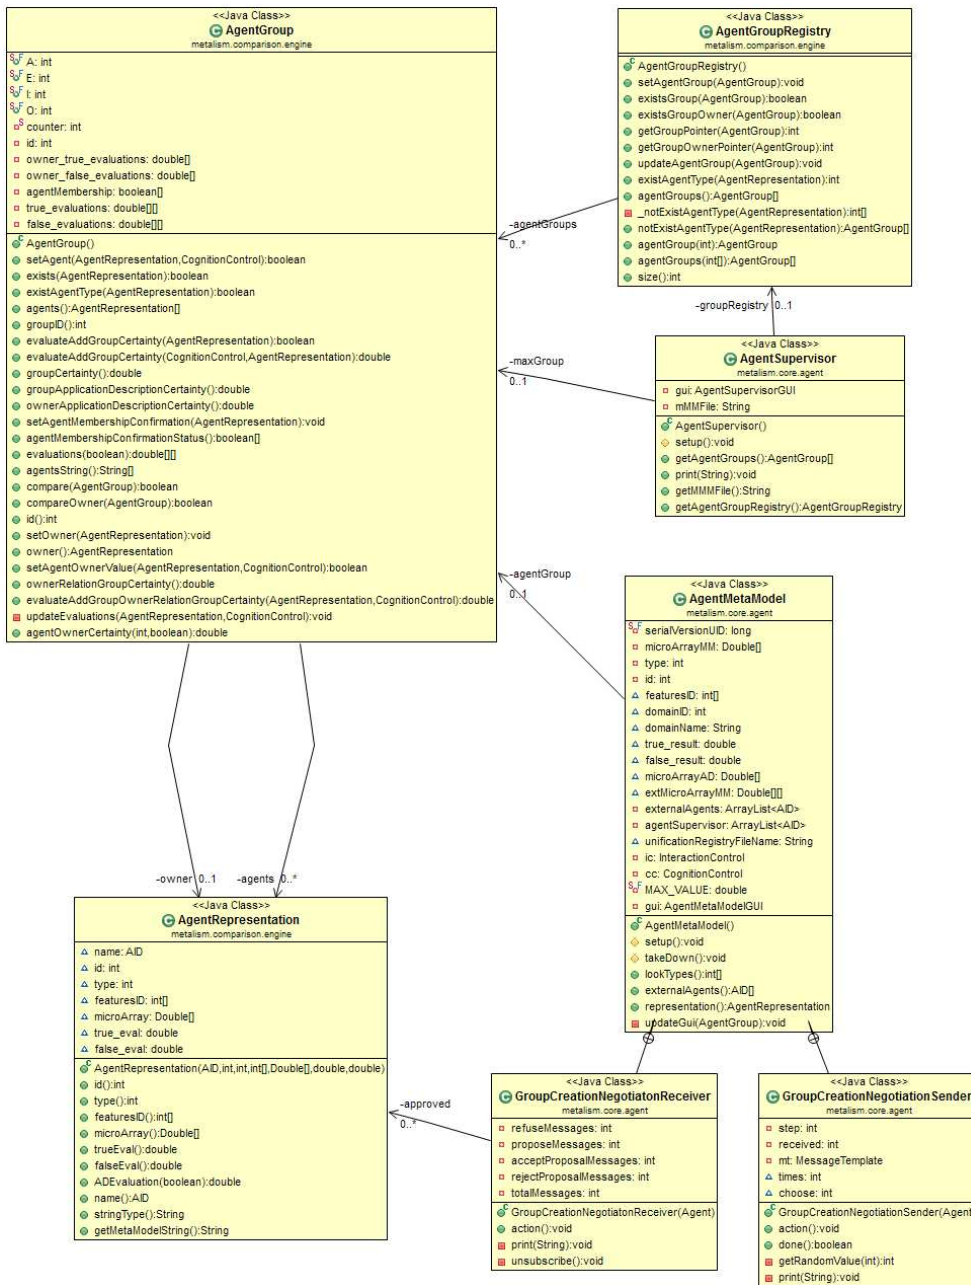 <<Java Class>>
AgentGroup
metalism.comparison.engine
A: int
E: int
I: int
O: int
counter: int
id: int
owner_true_evaluations: double[]
owner_false_evaluations: double[]
agentMembership: boolean[]
true_evaluations: double[][]
false_evaluations: double[][]
AgentGroup()
setAgent(AgentRepresentation,CognitionControl):boolean
exists(AgentRepresentation):boolean
existAgentType(AgentRepresentation):boolean
agents():AgentRepresentation[]
groupID():int
evaluateAddGroupCertainty(AgentRepresentation):boolean
evaluateAddGroupCertainty(CognitionControl,AgentRepresentation):double
groupCertainty():double
groupApplicationDescriptionCertainty():double
ownerApplicationDescriptionCertainty():double
setAgentMembershipConfirmation(AgentRepresentation):void
agentMembershipConfirmationStatus():boolean[]
evaluations(boolean):double[][]
agentsString():String[]
compare(AgentGroup):boolean
compareOwner(AgentGroup):boolean
id():int
setOwner(AgentRepresentation):void
owner():AgentRepresentation
setAgentOwnerValue(AgentRepresentation,CognitionControl):boolean
ownerRelationGroupCertainty():double
evaluateAddGroupOwnerRelationGroupCertainty(AgentRepresentation,CognitionControl):double
updateEvaluations(AgentRepresentation,CognitionControl):void
agentOwnerCertainty(int,boolean):double
<<Java Class>>
AgentGroupRegistry
metalism.comparison.engine
AgentGroupRegistry()
setAgentGroup(AgentGroup):void
existsGroup(AgentGroup):boolean
existsGroupOwner(AgentGroup):boolean
getGroupPointer(AgentGroup):int
getGroupOwnerPointer(AgentGroup):int
updateAgentGroup(AgentGroup):void
existAgentType(AgentRepresentation):int
agentGroups():AgentGroup[]
_notExistAgentType(AgentRepresentation):int[]
notExistAgentType(AgentRepresentation):AgentGroup[]
agentGroup(int):AgentGroup
agentGroups(int[]):AgentGroup[]
size():int
-agentGroups
0..*
-groupRegistry 0..1
<<Java Class>>
AgentSupervisor
metalism.core.agent
gui: AgentSupervisorGUI
mMMFile: String
AgentSupervisor()
setup():void
getAgentGroups():AgentGroup[]
print(String):void
getMMMFile():String
getAgentGroupRegistry():AgentGroupRegistry
-maxGroup
0..1
-agentGroup
0..1
<<Java Class>>
AgentMetaModel
metalism.core.agent
serialVersionUID: long
microArrayMM: Double[]
type: int
id: int
featuresID: int[]
domainID: int
domainName: String
true_result: double
false_result: double
microArrayAD: Double[]
extMicroArrayMM: Double[][]
externalAgents: ArrayList<AID>
agentSupervisor: ArrayList<AID>
unificationRegistryFileName: String
ic: InteractionControl
cc: CognitionControl
MAX_VALUE: double
gui: AgentMetaModelGUI
AgentMetaModel()
setup():void
takeDown():void
lookTypes():int[]
externalAgents():AID[]
representation():AgentRepresentation
updateGui(AgentGroup):void
-owner 0..1
-agents 0..*
<<Java Class>>
AgentRepresentation
metalism.comparison.engine
name: AID
id: int
type: int
featuresID: int[]
microArray: Double[]
true_eval: double
false_eval: double
AgentRepresentation(AID,int,int,int[],Double[],double,double)
id():int
type():int
featuresID():int[]
microArray():Double[]
trueEval():double
falseEval():double
ADEvaluation(boolean):double
name():AID
stringType():String
getMetaModelString():String
-approved
0..*
<<Java Class>>
GroupCreationNegotiatonReceiver
metalism.core.agent
refuseMessages: int
proposeMessages: int
acceptProposalMessages: int
rejectProposalMessages: int
totalMessages: int
GroupCreationNegotiatonReceiver(Agent)
action():void
print(String):void
unsubscribe():void
<<Java Class>>
GroupCreationNegotiationSender
metalism.core.agent
step: int
received: int
mt: MessageTemplate
times: int
choose: int
GroupCreationNegotiationSender(Agent
action():void
done():boolean
getRandomValue(int):int
print(String):void